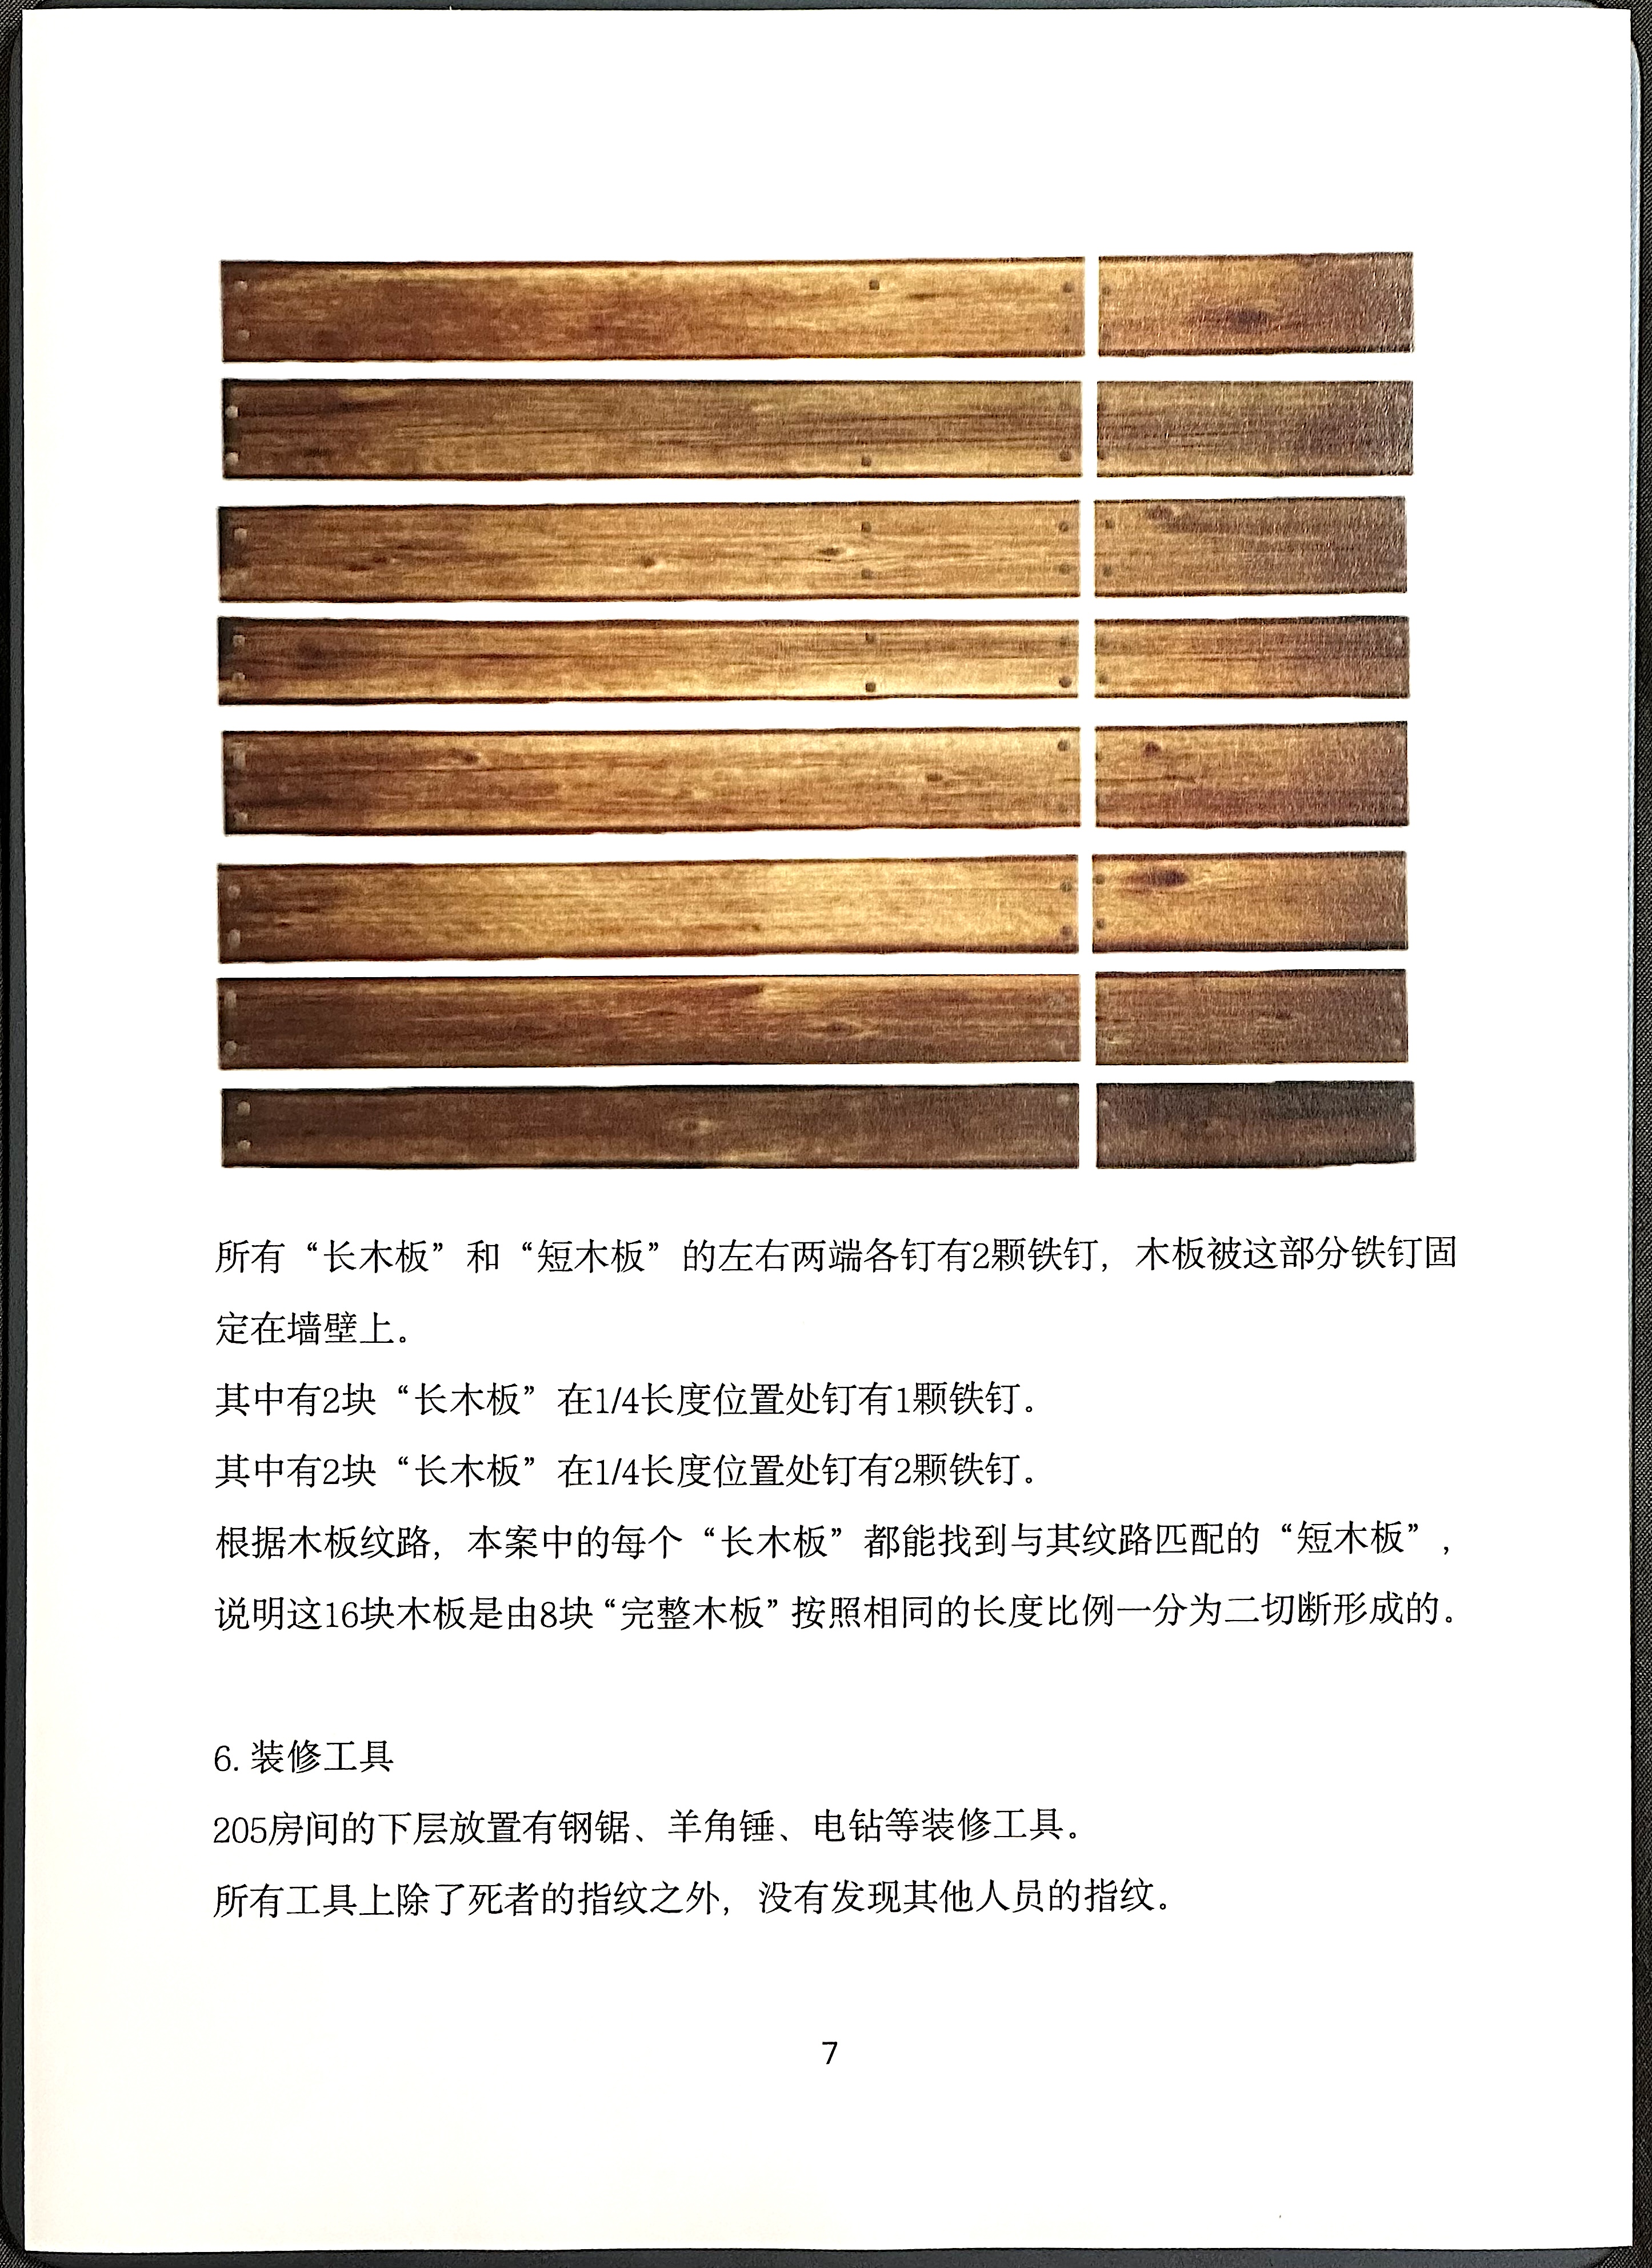 所有“长木板”和“短木板”的左右两端各钉有2颗铁钉，木板被这部分铁钉固
定在墙壁上。
其中有2块“长木板”在1/4长度位置处钉有1颗铁钉。
其中有2块“长木板”在1/4长度位置处钉有2颗铁钉。
根据木板纹路，本案中的每个“长木板”都能找到与其纹路匹配的“短木板”，
说明这16块木板是由8块“完整木板”按照相同的长度比例一分为二切断形成的。
6. 装修工具
205房间的下层放置有钢锯、羊角锤、电钻等装修工具。
所有工具上除了死者的指纹之外，没有发现其他人员的指纹。
7